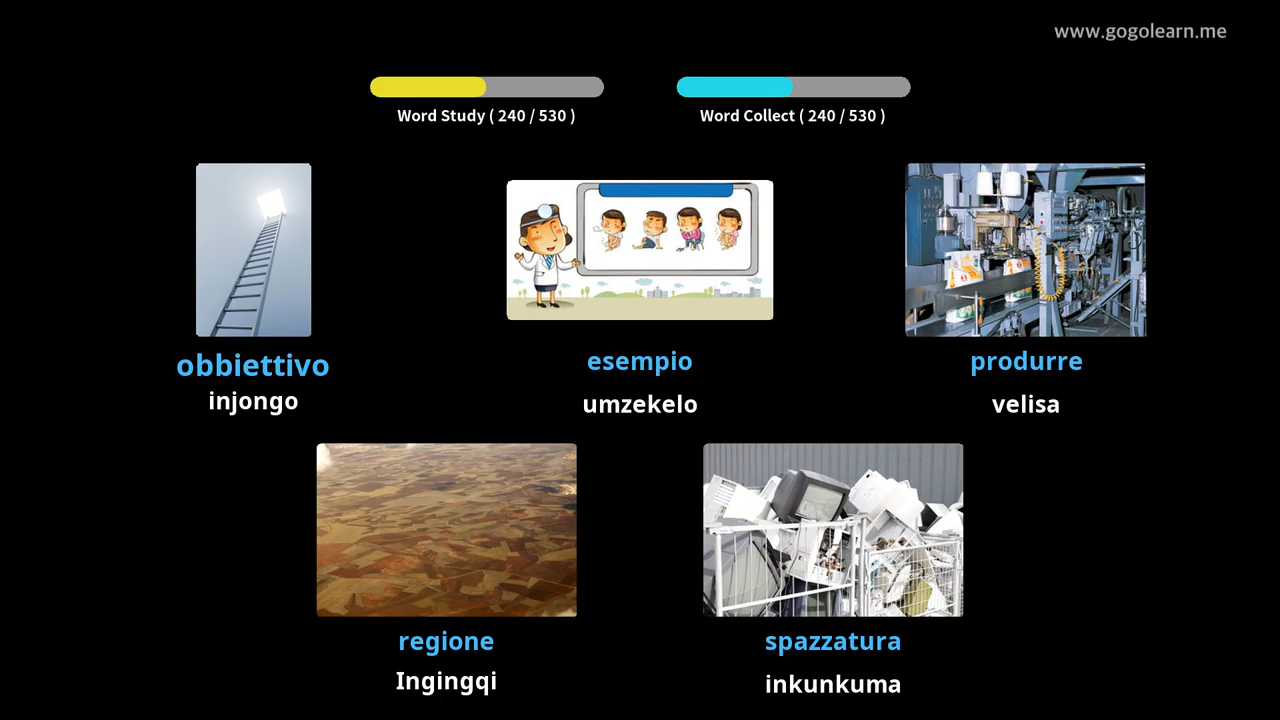 www.gogolearn.me
Word Study ( 240 / 530 )
Word Collect ( 240 / 530 )
obbiettivo
injongo
esempio
umzekelo
produrre
velisa
regione
Ingingqi
spazzatura
inkunkuma